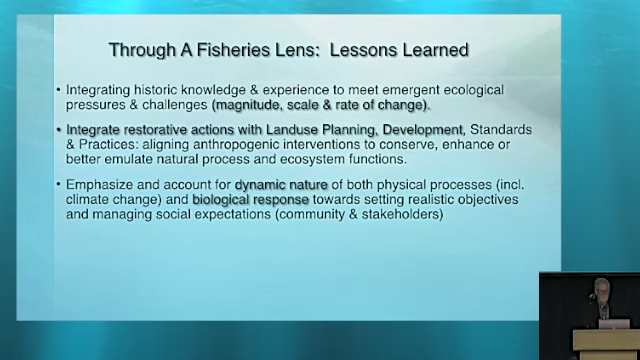 Through A Fisheries Lens: Lessons Learned
• Integrating historic knowledge & experience to meet emergent ecological
pressures & challenges (magnitude, scale & rate of change).
• Integrate restorative actions with Landuse Planning, Development, Standards
& Practices: aligning anthropogenic interventions to conserve, enhance or
better emulate natural process and ecosystem functions.
• Emphasize and account for dynamic nature of both physical processes (incl.
climate change) and biological response towards setting realistic objectives
and managing social expectations (community & stakeholders)